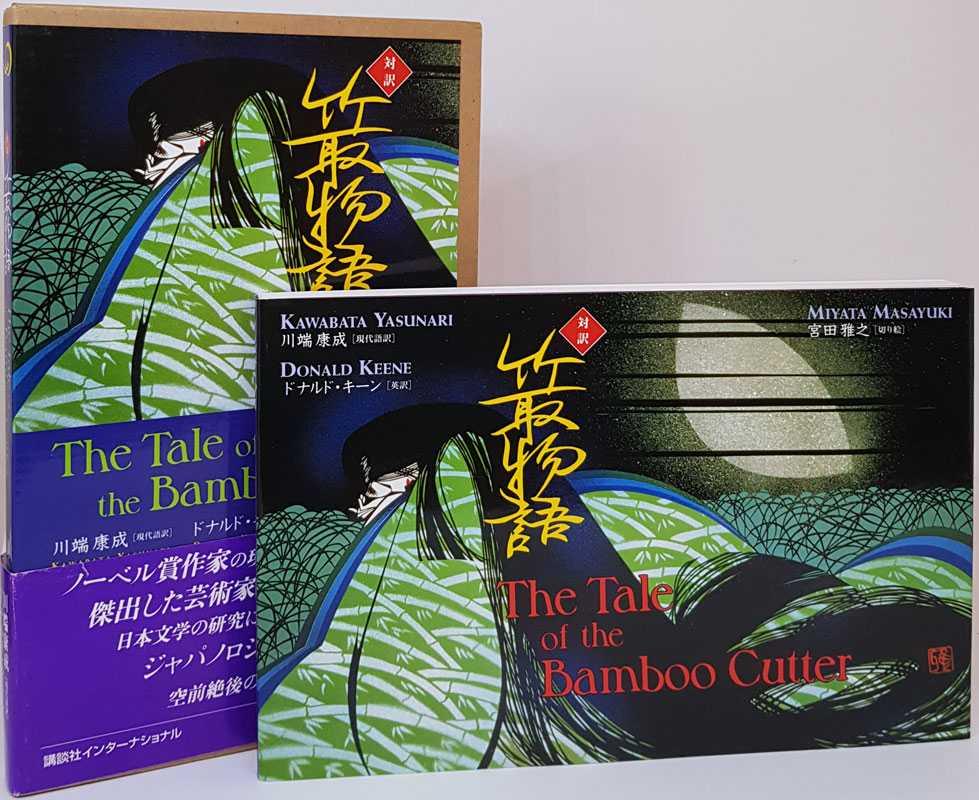 対訳
竹取物語
The Tale of
the Bamb
川端 康成[現代語訳] ドナルド・
ノーベル賞作家の
傑出した芸術家
日本文学の研究に
ジャパノロジ
空前絶後の
講談社インターナショナル
KAWABATA YASUNARI
川端 康成[現代語訳]
DONALD KEENE
ドナルド・キーン[英訳]
対訳
竹取物語
MIYATA MASAYUKI
宮田 雅之[切り絵]
The Tale
of the
Bamboo Cutter